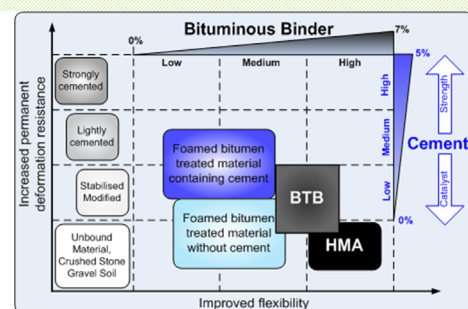 Bituminous Binder
0%
7%
Low
Medium
High
5%
Strongly
cemented
Lightly
cemented
Stabilised
Modified
Unbound
Material,
Crushed Stone
Gravel Soil
Increased permanent
deformation resistance
Foamed bitumen
treated material
containing cement
Foamed bitumen
treated material
without cement
BTB
HMA
High
Medium
Low
0%
Strength
Cement
Catalyst
Improved flexibility